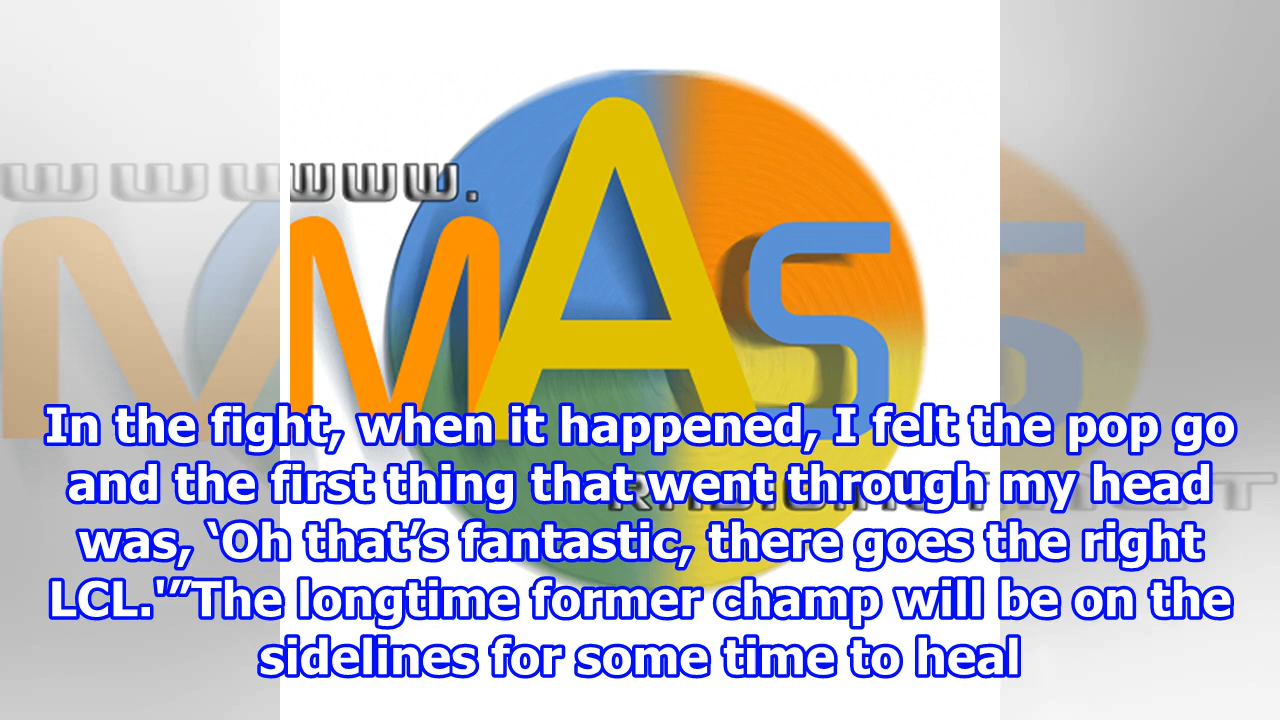 www.
MAS
In the fight, when it happened, I felt the pop go
and the first thing that went through my head
was, ‘Oh that’s fantastic, there goes the right
LCL.'”The longtime former champ will be on the
sidelines for some time to heal